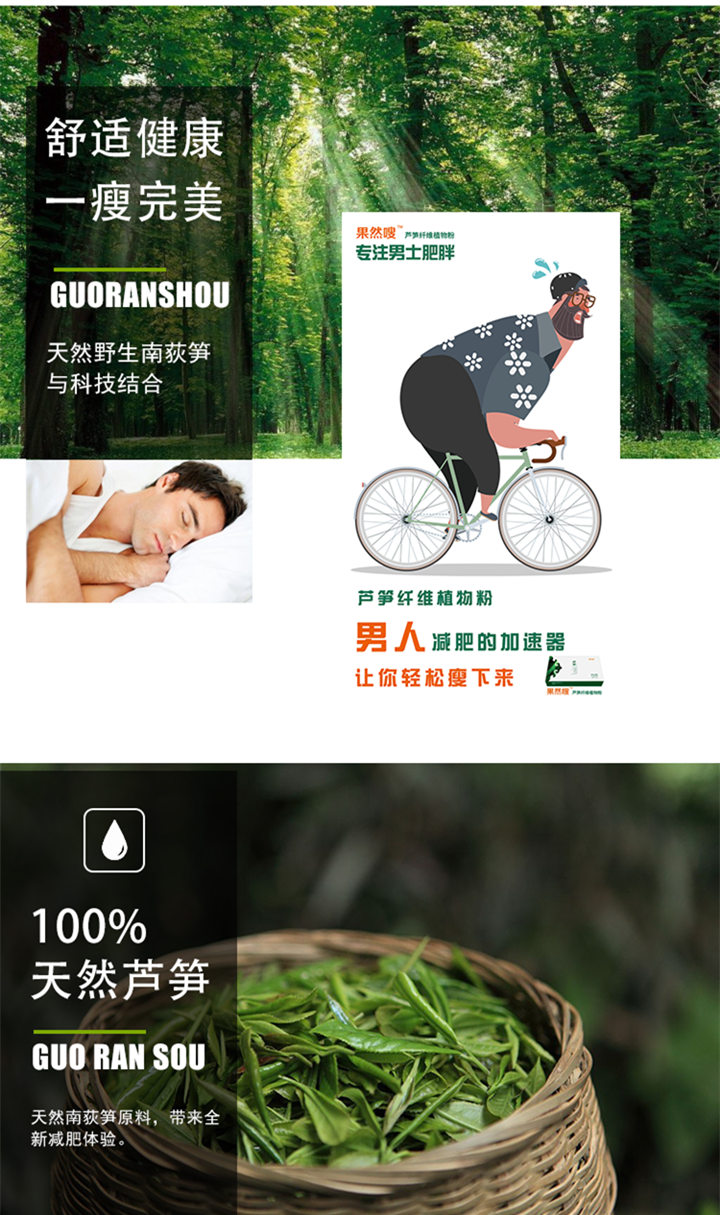 舒适健康
一瘦完美
GUORANSHOU
天然野生南荻笋
与科技结合
果然嗖™ 芦笋纤维植物粉
专注男士肥胖
芦笋纤维植物粉
男人减肥的加速器
让你轻松瘦下来
果然嗖 芦笋纤维植物粉
100%
天然芦笋
GUO RAN SOU
天然南荻笋原料，带来全
新减肥体验。